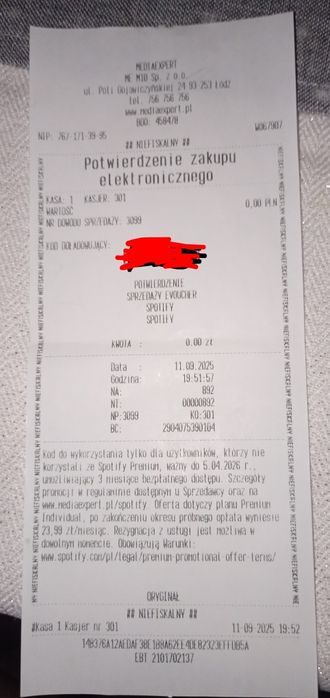 MEDIAEXPERT
ME M10 Sp. z o.o.
ul. Poli Gojawiczyńskiej 24 93 253 Łódź
tel. 756 756 756
www.mediaexpert.pl
BDO: 458478
NIP: 767-171-39-95 W067907
## NIEFISKALNY ##
Potwierdzenie zakupu
elektronicznego
KASA: 1 KASJER: 301
WARTOŚĆ 0,00 PLN
NR DOWODU SPRZEDAŻY: 3099
KOD DOŁADOWUJĄCY:
POTWIERDZENIE
SPRZEDAŻY EVOUCHER
SPOTIFY
SPOTIFY
KWOTA : 0.00 zł
Data : 11.09.2025
Godzina: 19:51:57
NA: 892
NT: 00000892
NP:3099 KO:301
BC: 2904075390104
Kod do wykorzystania tylko dla użytkowników, którzy nie
korzystali ze Spotify Premium, ważny do 5.04.2026 r.,
umożliwiający 3 miesiące bezpłatnego dostępu. Szczegóły
promocji w regulaminie dostępnym u Sprzedawcy oraz na
www.mediaexpert.pl/spotify. Oferta dotyczy planu Premium
Individual, po zakończeniu okresu próbnego opłata wyniesie
23,99 zł/miesiąc. Rezygnacja z usługi jest możliwa w
dowolnym momencie. Obowiązują Warunki:
www.spotify.com/pl/legal/premium-promotional-offer-terms/
ORYGINAŁ
## NIEFISKALNY ##
#Kasa 1 Kasjer nr 301 11-09-2025 19:52
EBT 2101702137